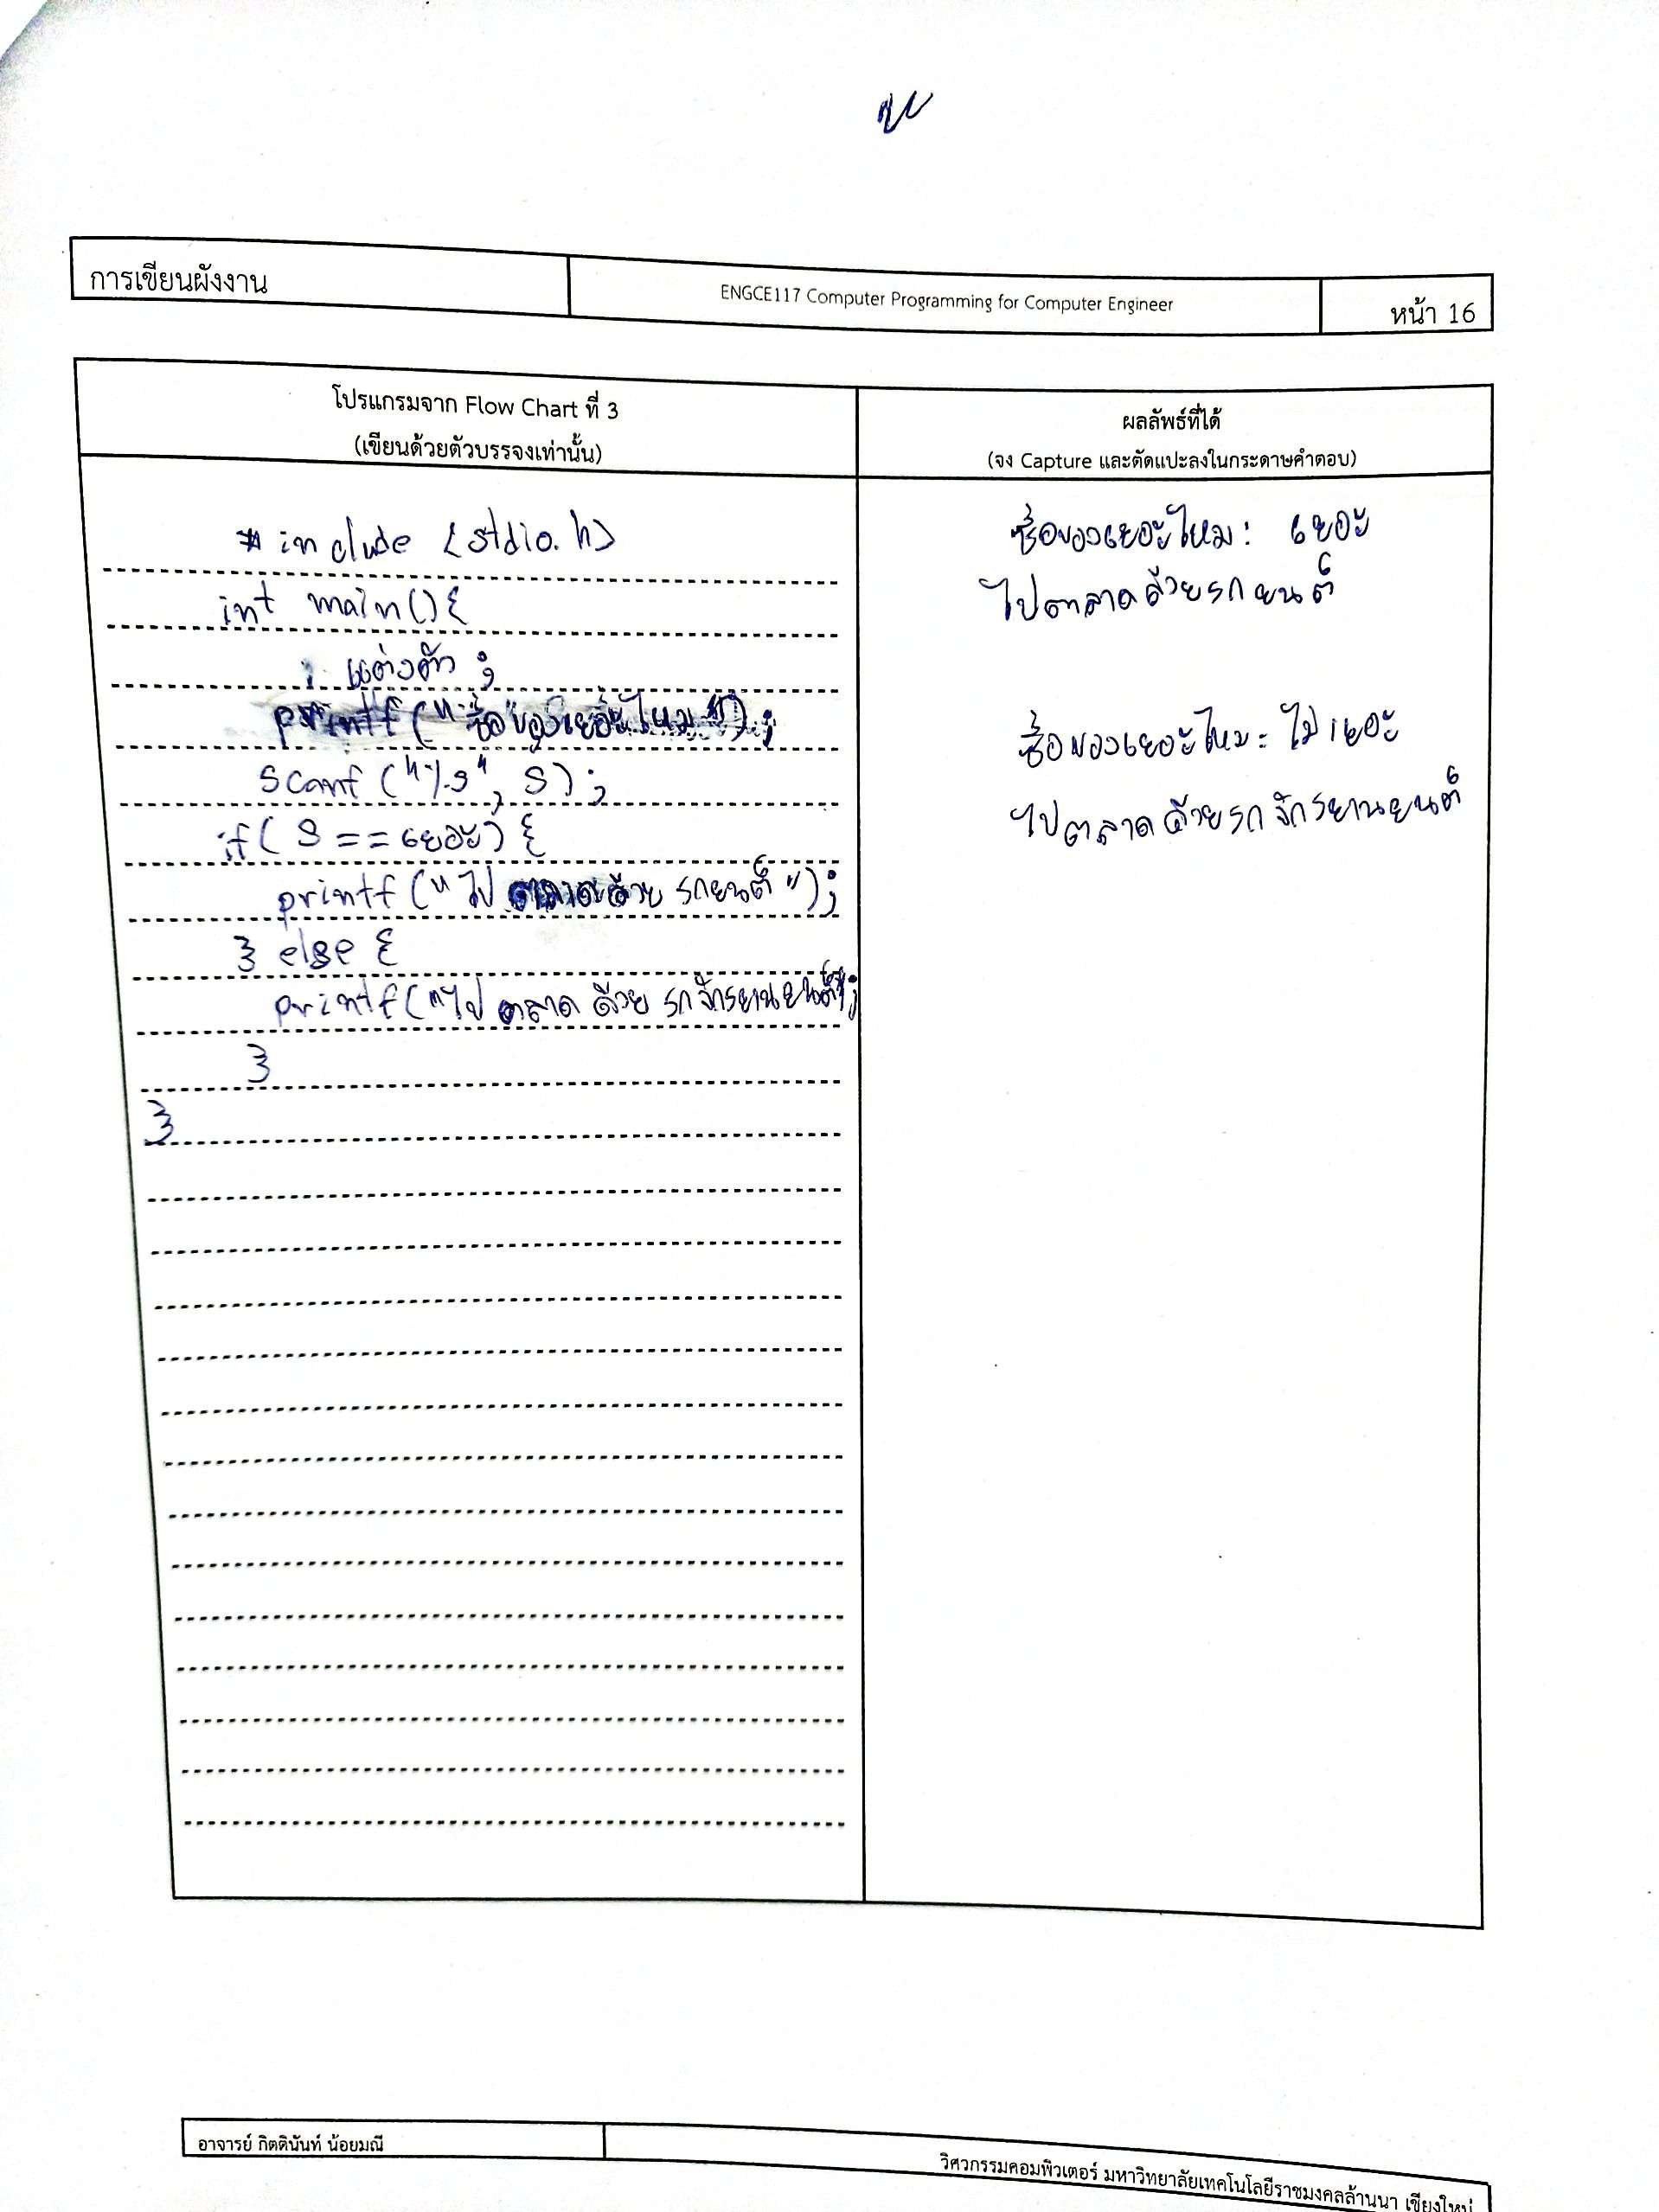 การเขียนผังงาน
ENGCE117 Computer Programming for Computer Engineer
หน้า 16
โปรแกรมจาก Flow Chart ที่ 3
(เขียนด้วยตัวบรรจงเท่านั้น)
#include <stdio.h>
int main(){
แต่งตัว ;
printf("ซื้อของเยอะไหม");
scanf("%s", S);
if( S == เยอะ) {
printf("ไป ตลาดด้วย รถยนต์");
} else {
printf("ไป ตลาด ด้วย รถจักรยานยนต์");
}
}
ผลลัพธ์ที่ได้
(จง Capture และตัดแปะลงในกระดาษคำตอบ)
ซื้อของเยอะไหม: เยอะ
ไปตลาดด้วยรถยนต์
ซื้อของเยอะไหม: ไม่เยอะ
ไปตลาดด้วยรถจักรยานยนต์
อาจารย์ กิตตินันท์ น้อยมณี
วิศวกรรมคอมพิวเตอร์ มหาวิทยาลัยเทคโนโลยีราชมงคลล้านนา เชียงใหม่